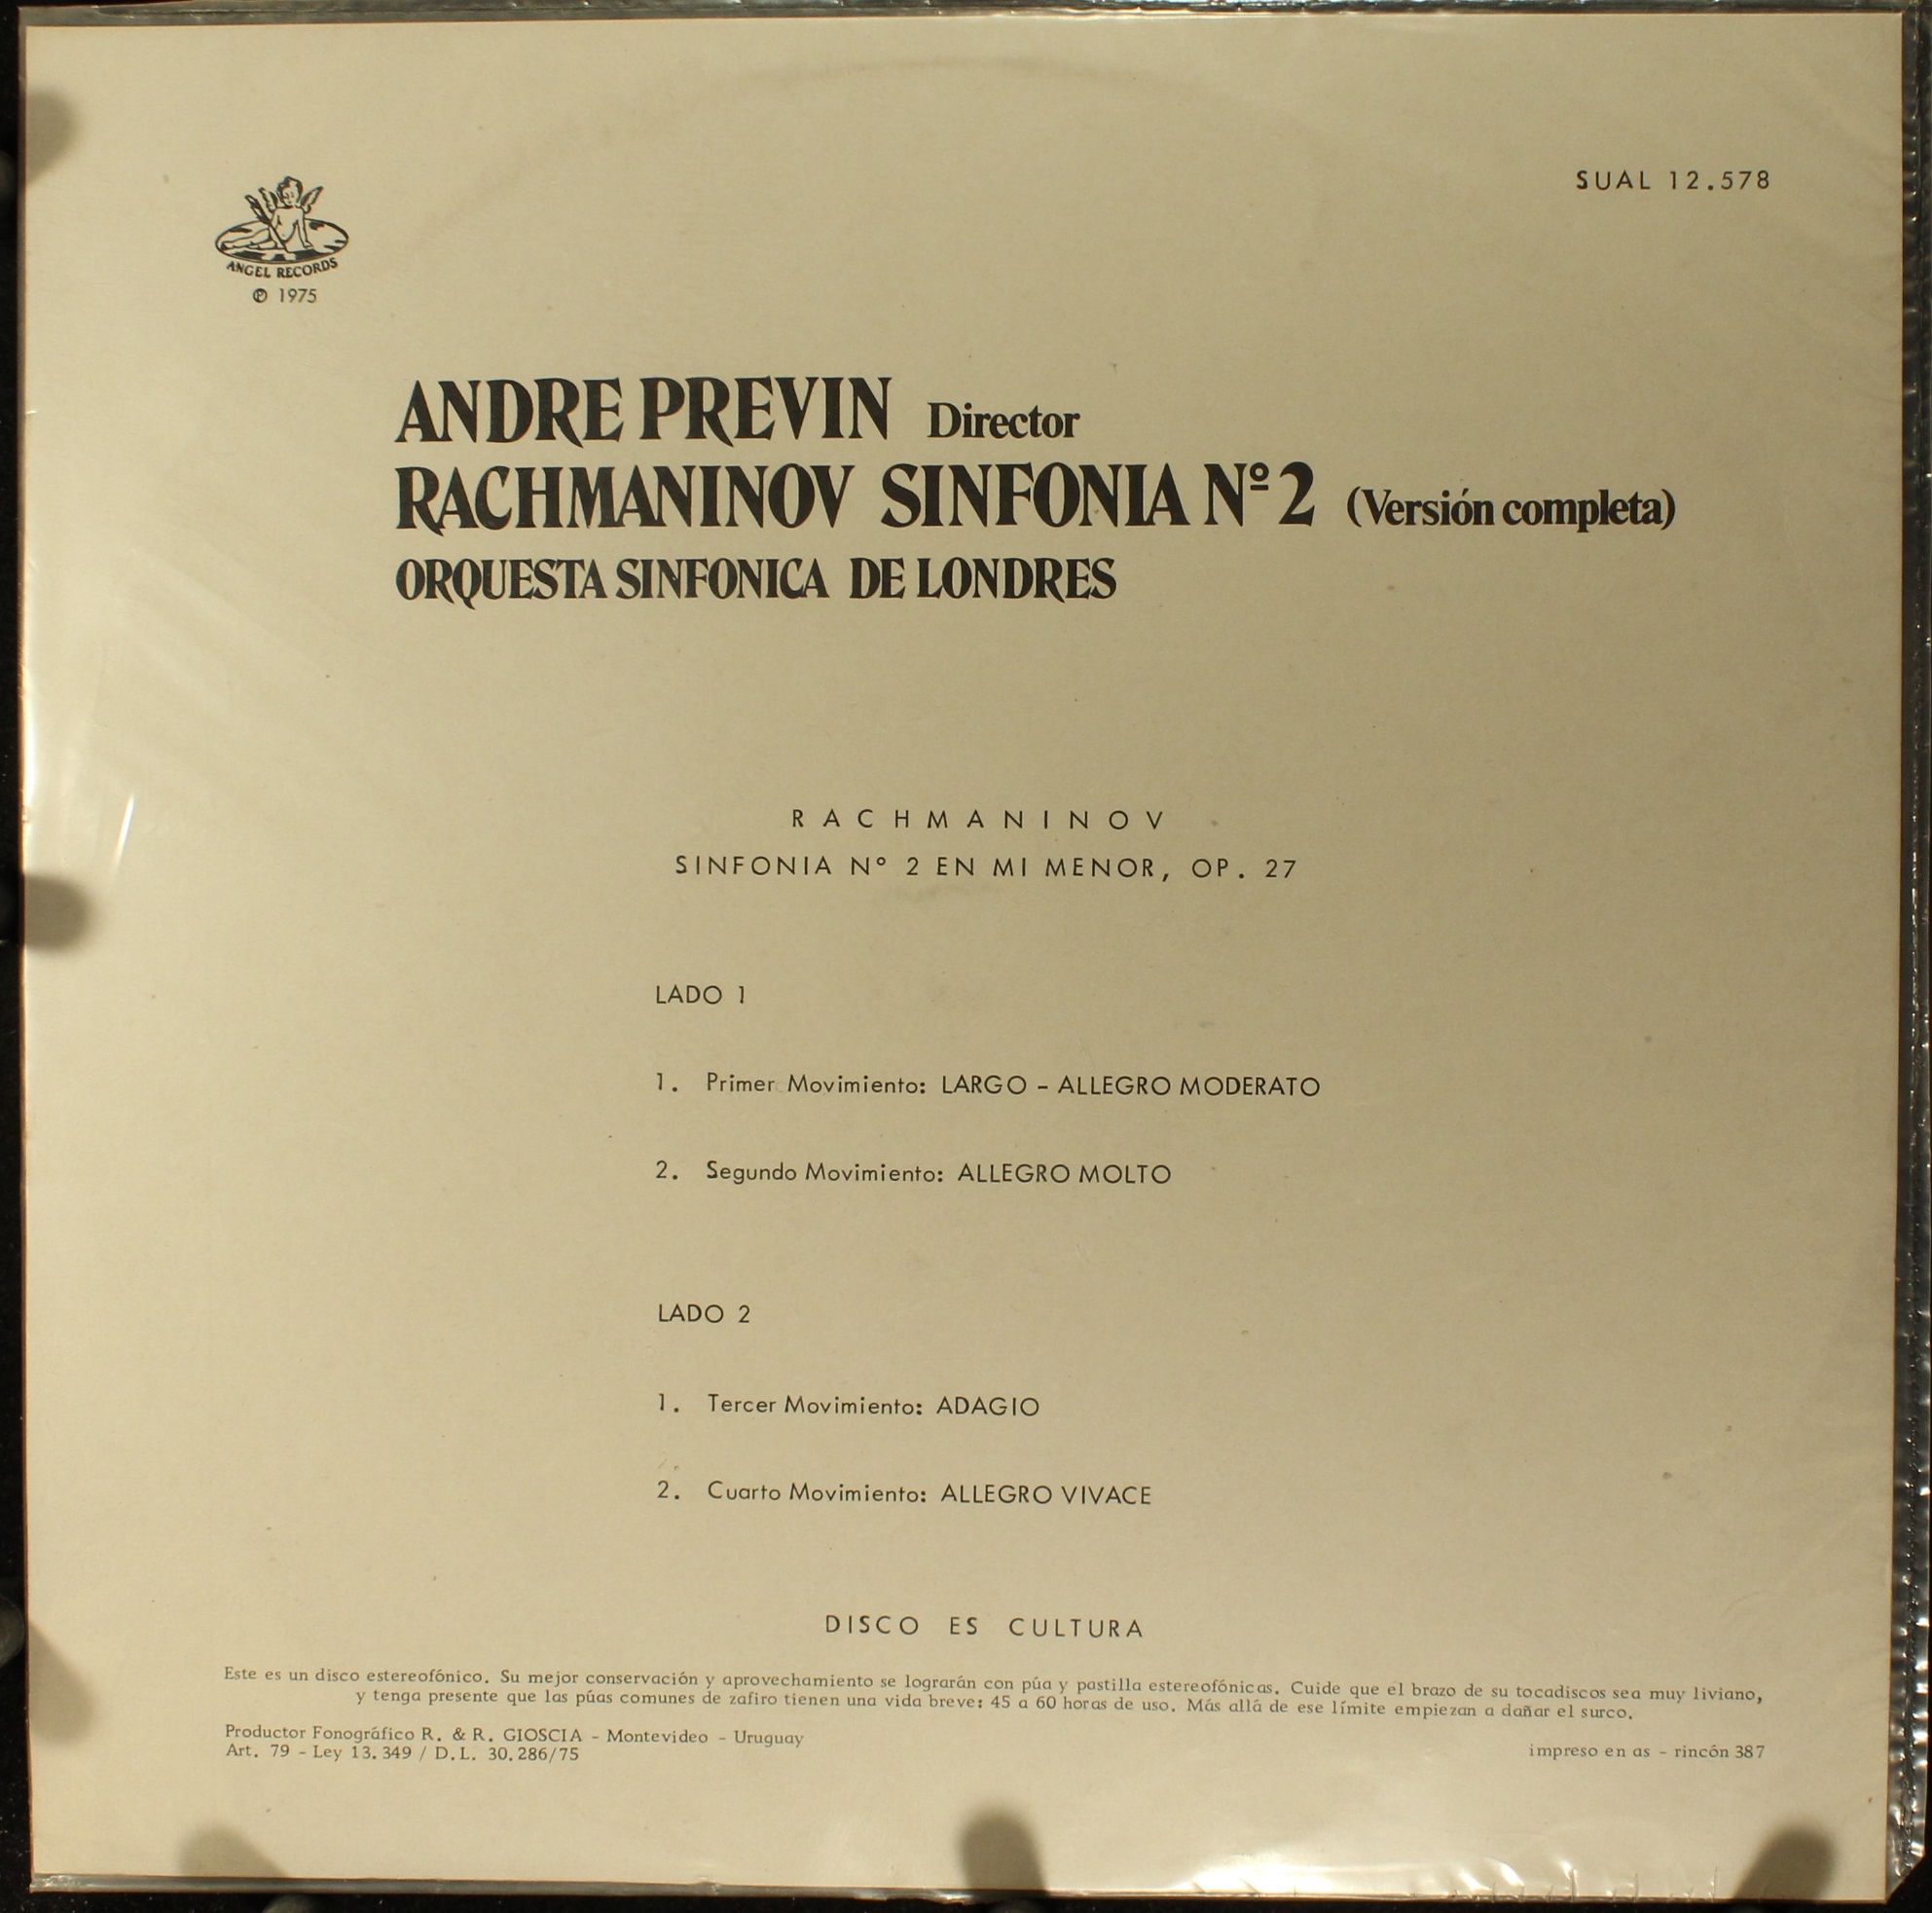 SUAL 12.578
ANGEL RECORDS
℗ 1975
ANDRE PREVIN Director
RACHMANINOV SINFONIA Nº 2 (Versión completa)
ORQUESTA SINFONICA DE LONDRES
RACHMANINOV
SINFONIA Nº 2 EN MI MENOR, OP. 27
LADO 1
1. Primer Movimiento: LARGO - ALLEGRO MODERATO
2. Segundo Movimiento: ALLEGRO MOLTO
LADO 2
1. Tercer Movimiento: ADAGIO
2. Cuarto Movimiento: ALLEGRO VIVACE
DISCO ES CULTURA
Este es un disco estereofónico. Su mejor conservación y aprovechamiento se lograrán con púa y pastilla estereofónicas. Cuide que el brazo de su tocadiscos sea muy liviano,
y tenga presente que las púas comunes de zafiro tienen una vida breve: 45 a 60 horas de uso. Más allá de ese límite empiezan a dañar el surco.
Productor Fonográfico R. & R. GIOSCIA - Montevideo - Uruguay
Art. 79 - Ley 13.349 / D.L. 30.286/75
impreso en as - rincón 387